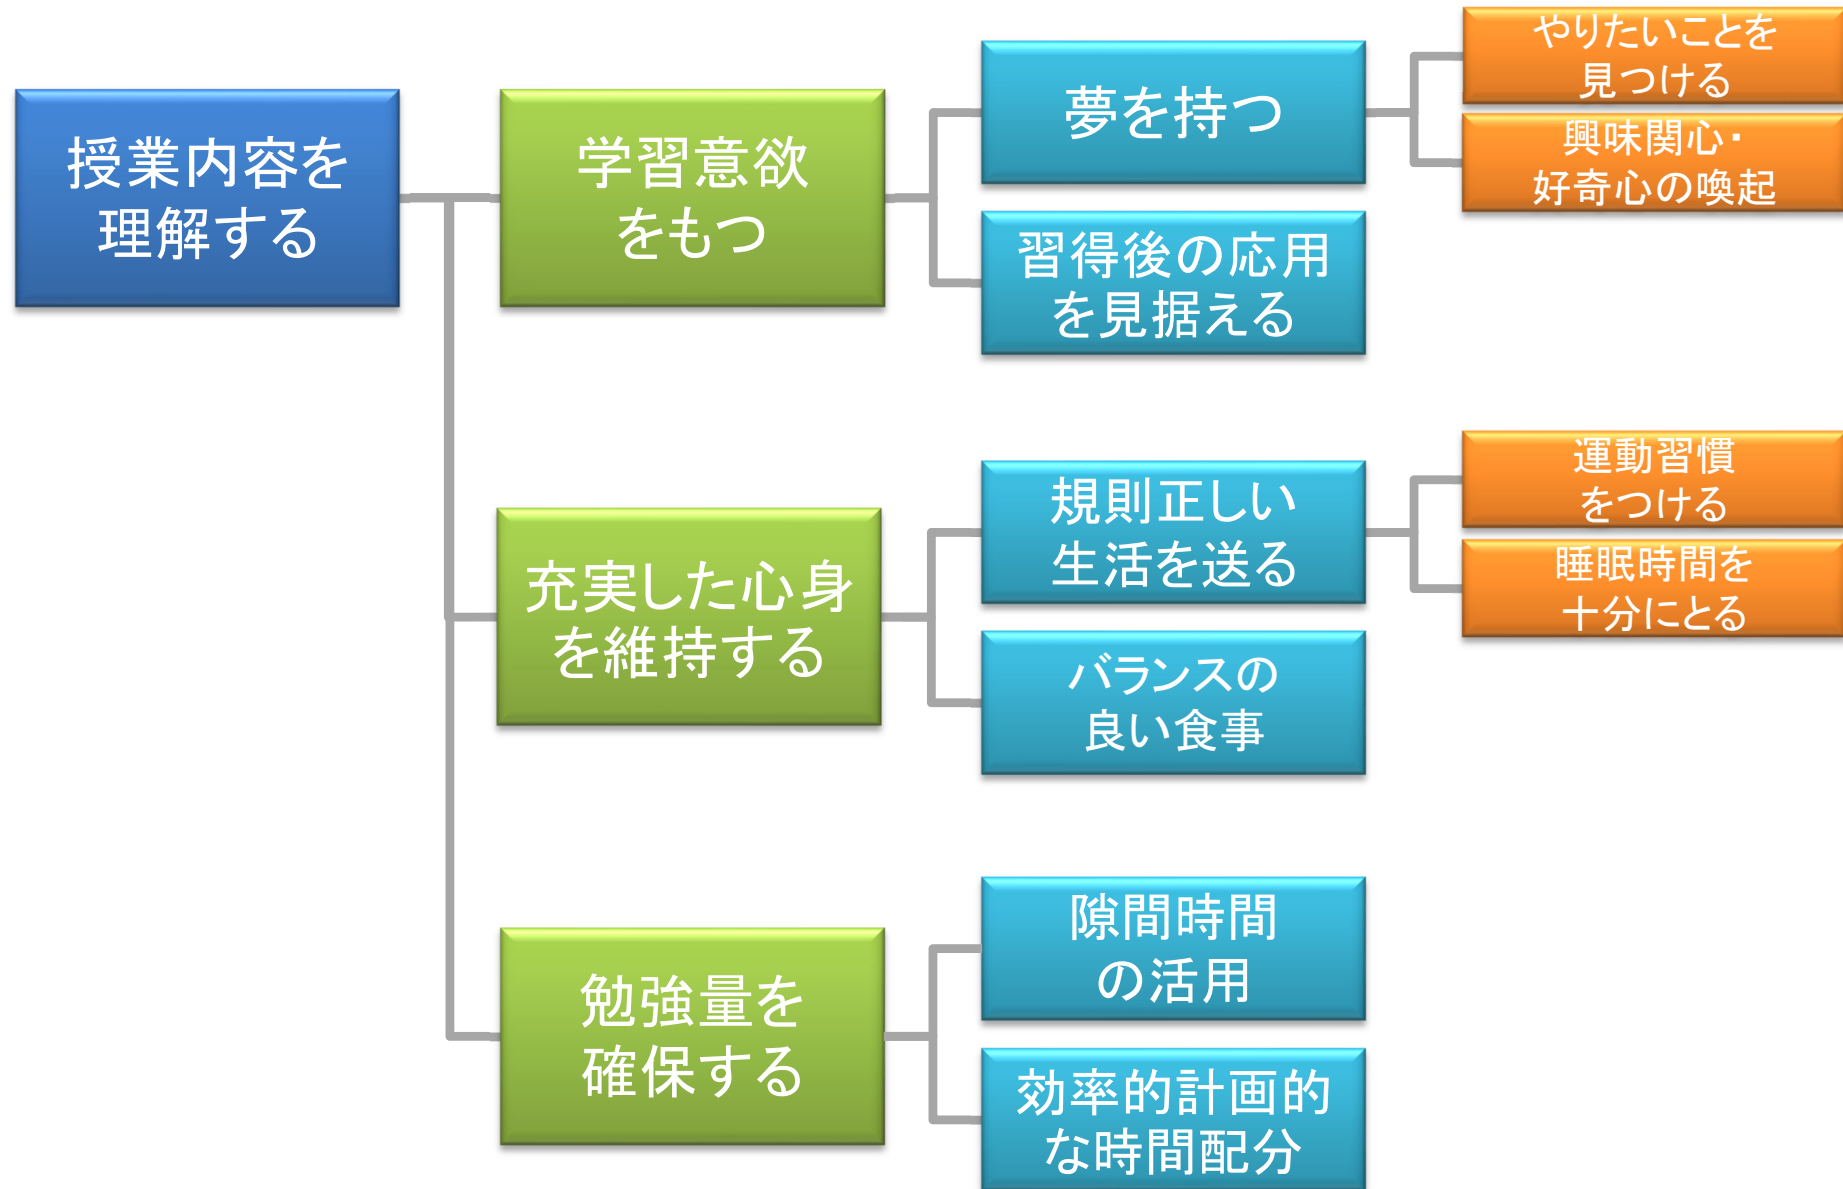 授業内容を
理解する
学習意欲
をもつ
夢を持つ
やりたいことを
見つける
興味関心・
好奇心の喚起
習得後の応用
を見据える
充実した心身
を維持する
規則正しい
生活を送る
運動習慣
をつける
睡眠時間を
十分にとる
バランスの
良い食事
勉強量を
確保する
隙間時間
の活用
効率的計画的
な時間配分